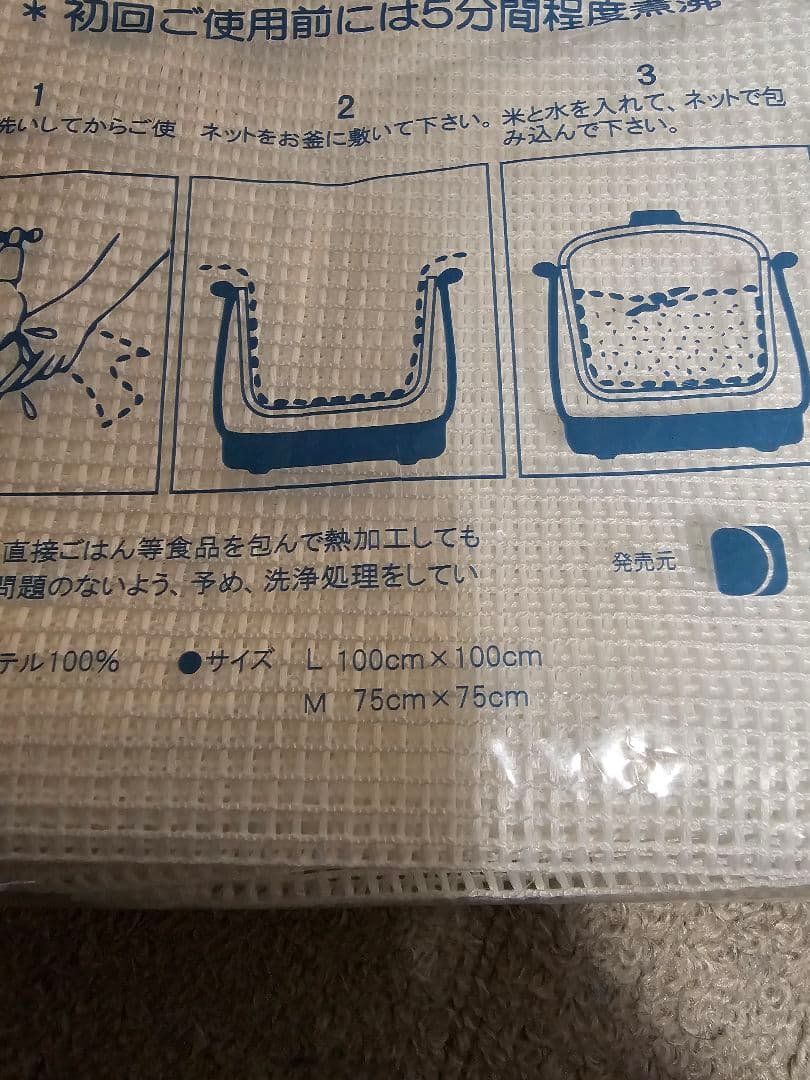 ＊初回ご使用前には5分間程度煮沸
1
洗いしてからご使
2
ネットをお釜に敷いて下さい。
3
米と水を入れて、ネットで包
み込んで下さい。
直接ごはん等食品を包んで熱加工しても
問題のないよう、予め、洗浄処理をしてい
発売元
テル100%
●サイズ L 100cm×100cm
M 75cm×75cm